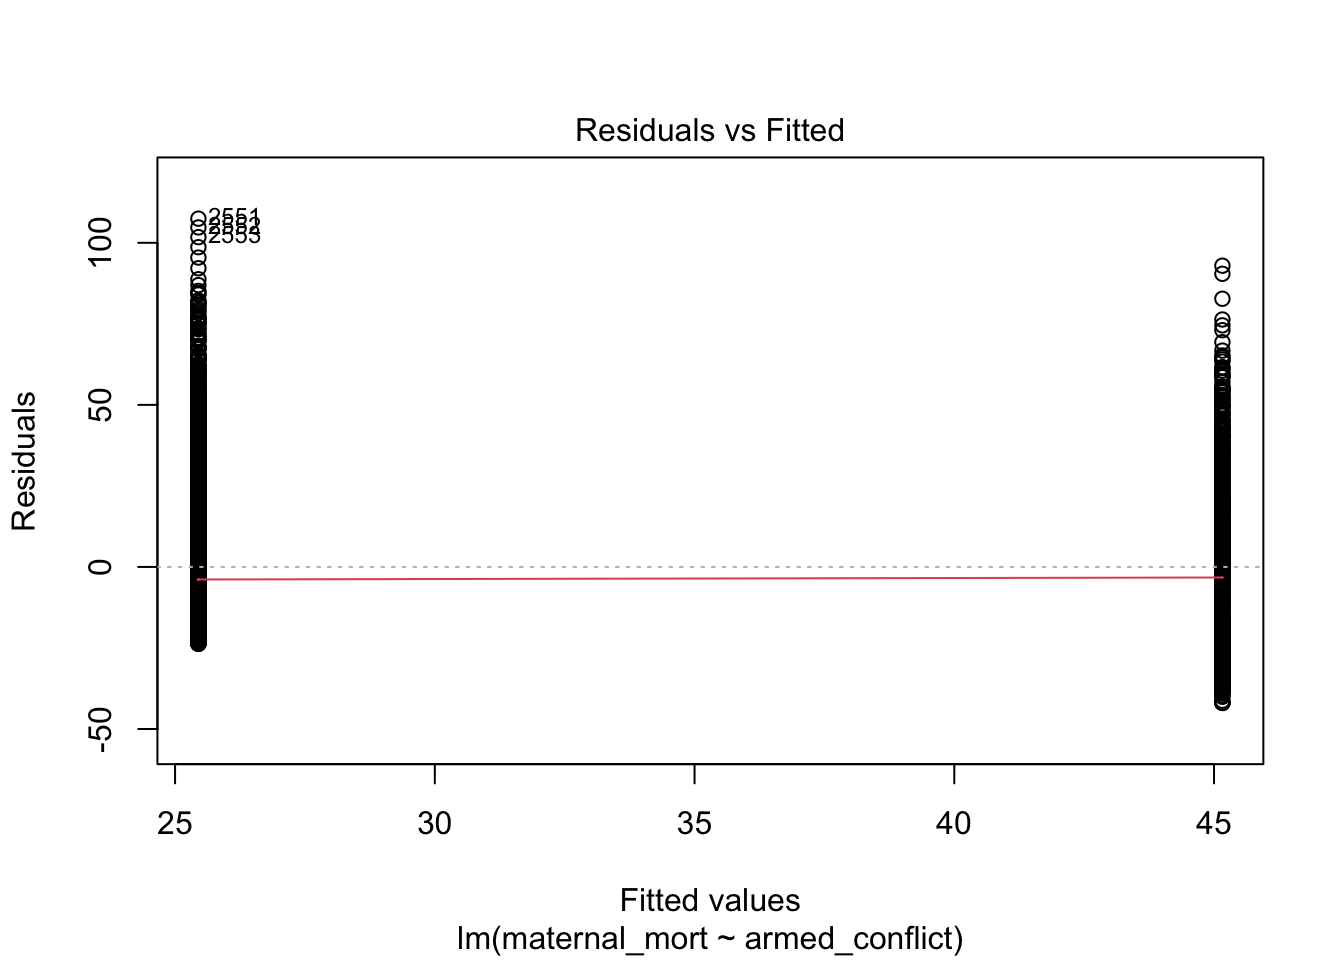 Residuals vs Fitted
2551
2553
Residuals
100
50
0
-50
25
30
35
40
45
Fitted values
lm(maternal_mort ~ armed_conflict)